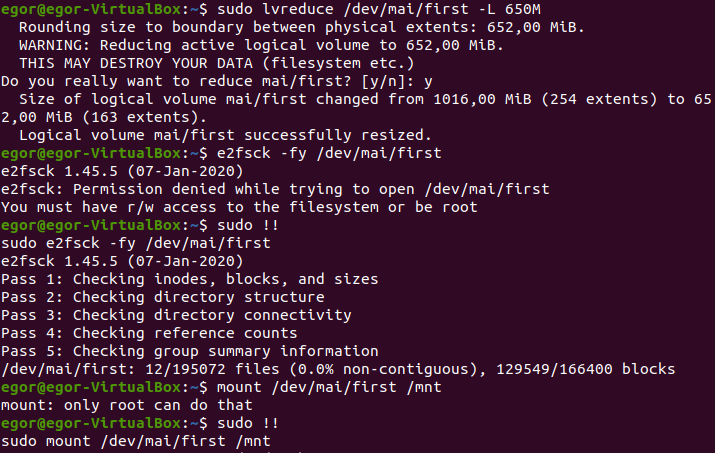 egor@egor-VirtualBox:~$ sudo lvreduce /dev/mai/first -L 650M
  Rounding size to boundary between physical extents: 652,00 MiB.
  WARNING: Reducing active logical volume to 652,00 MiB.
  THIS MAY DESTROY YOUR DATA (filesystem etc.)
Do you really want to reduce mai/first? [y/n]: y
  Size of logical volume mai/first changed from 1016,00 MiB (254 extents) to 65
2,00 MiB (163 extents).
  Logical volume mai/first successfully resized.
egor@egor-VirtualBox:~$ e2fsck -fy /dev/mai/first
e2fsck 1.45.5 (07-Jan-2020)
e2fsck: Permission denied while trying to open /dev/mai/first
You must have r/w access to the filesystem or be root
egor@egor-VirtualBox:~$ sudo !!
sudo e2fsck -fy /dev/mai/first
e2fsck 1.45.5 (07-Jan-2020)
Pass 1: Checking inodes, blocks, and sizes
Pass 2: Checking directory structure
Pass 3: Checking directory connectivity
Pass 4: Checking reference counts
Pass 5: Checking group summary information
/dev/mai/first: 12/195072 files (0.0% non-contiguous), 129549/166400 blocks
egor@egor-VirtualBox:~$ mount /dev/mai/first /mnt
mount: only root can do that
egor@egor-VirtualBox:~$ sudo !!
sudo mount /dev/mai/first /mnt